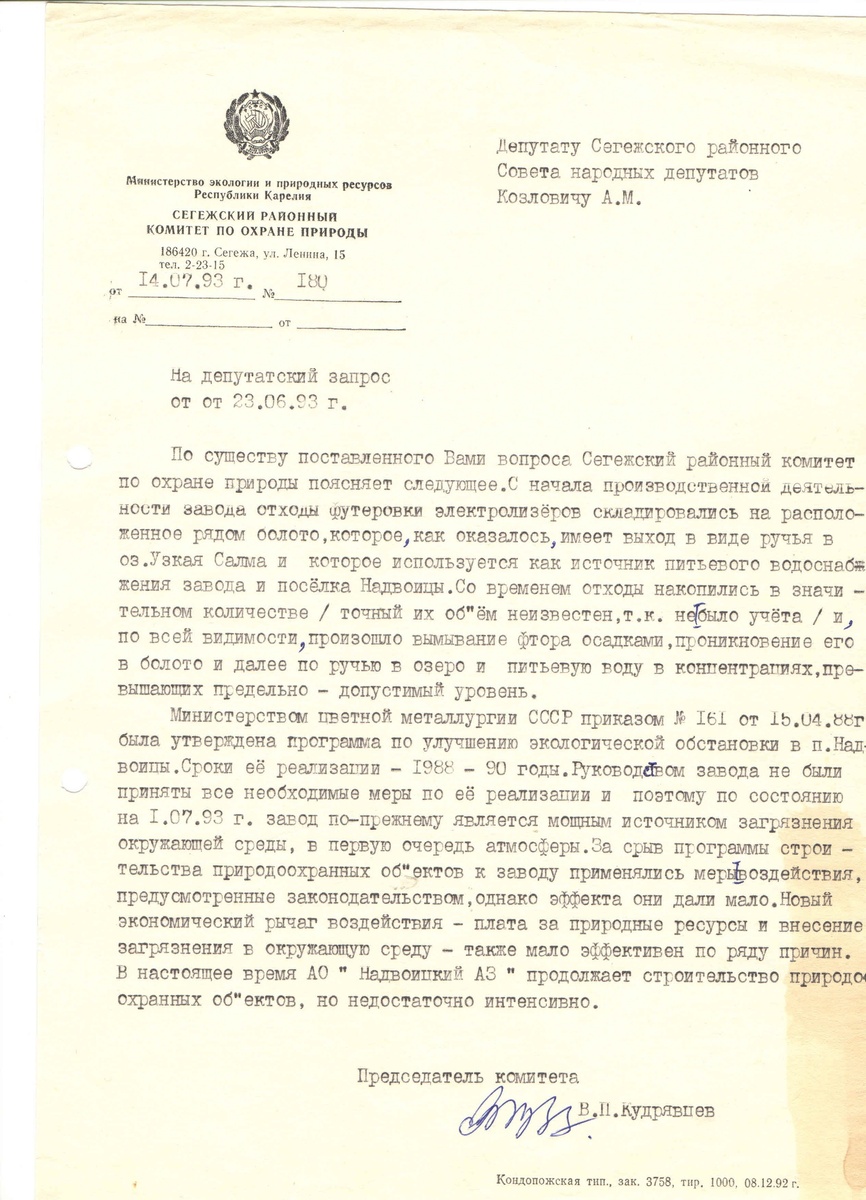 Министерство экологии и природных ресурсов
Республики Карелия
СЕГЕЖСКИЙ РАЙОННЫЙ
КОМИТЕТ ПО ОХРАНЕ ПРИРОДЫ
186420 г. Сегежа, ул. Ленина, 15
тел. 2-23-15
от 14.07.93 г. № 180
на № от
Депутату Сегежского районного
Совета народных депутатов
Козловичу А.М.
На депутатский запрос
от от 23.06.93 г.
По существу поставленного Вами вопроса Сегежский районный комитет
по охране природы поясняет следующее.С начала производственной деятель-
ности завода отходы футеровки электролизёров складировались на располо-
женное рядом болото,которое,как оказалось,имеет выход в виде ручья в
оз.Узкая Салма и которое используется как источник питьевого водоснабж
жения завода и посёлка Надвоицы.Со временем отходы накопились в значи -
тельном количестве / точный их об"ём неизвестен,т.к. не было учёта / и,
по всей видимости,произошло вымывание фтора осадками,проникновение его
в болото и далее по ручью в озеро и питьевую воду в концентрациях,пре-
вышающих предельно - допустимый уровень.
Министерством цветной металлургии СССР приказом № 161 от 15.04.88г
была утверждена программа по улучшению экологической обстановки в п.Над-
воицы.Сроки её реализации - 1988 - 90 годы.Руководством завода не были
приняты все необходимые меры по её реализации и поэтому по состоянию
на 1.07.93 г. завод по-прежнему является мощным источником загрязнения
окружающей среды, в первую очередь атмосферы.За срыв программы строи -
тельства природоохранных об"ектов к заводу применялись меры воздействия,
предусмотренные законодательством,однако эффекта они дали мало.Новый
экономический рычаг воздействия - плата за природные ресурсы и внесение
загрязнения в окружающую среду - также мало эффективен по ряду причин.
В настоящее время АО " Надвоицкий АЗ " продолжает строительство природо
охранных об"ектов, но недостаточно интенсивно.
Председатель комитета
В.П.Кудрявцев
Кондопожская тип., зак. 3758, тир. 1000, 08.12.92 г.